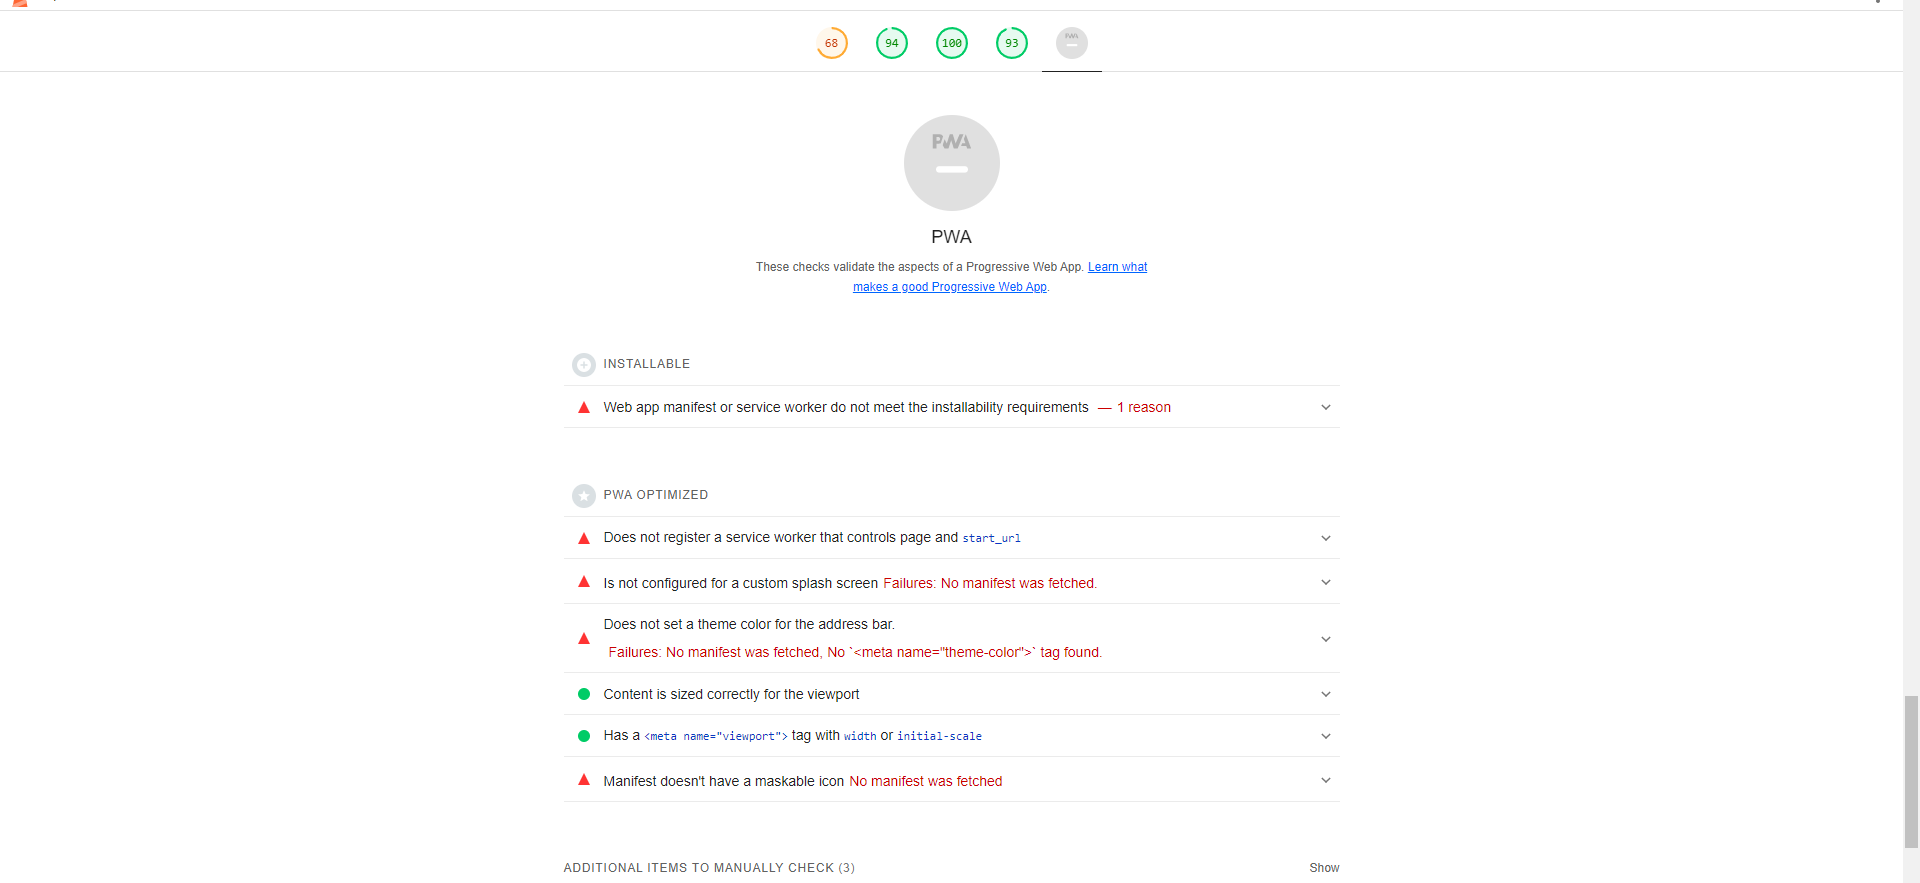 68 94 100 93 PWA
PWA
PWA
These checks validate the aspects of a Progressive Web App. Learn what
makes a good Progressive Web App.
INSTALLABLE
Web app manifest or service worker do not meet the installability requirements — 1 reason
PWA OPTIMIZED
Does not register a service worker that controls page and start_url
Is not configured for a custom splash screen Failures: No manifest was fetched.
Does not set a theme color for the address bar.
Failures: No manifest was fetched, No `<meta name="theme-color">` tag found.
Content is sized correctly for the viewport
Has a <meta name="viewport"> tag with width or initial-scale
Manifest doesn't have a maskable icon No manifest was fetched
ADDITIONAL ITEMS TO MANUALLY CHECK (3) Show